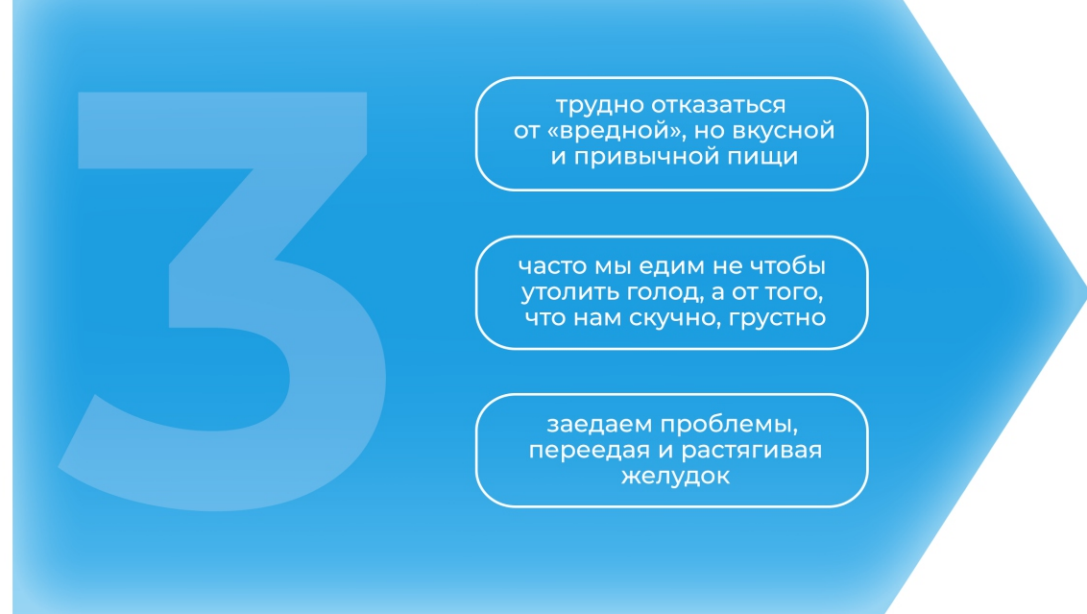 3
трудно отказаться
от «вредной», но вкусной
и привычной пищи
часто мы едим не чтобы
утолить голод, а от того,
что нам скучно, грустно
заедаем проблемы,
переедая и растягивая
желудок